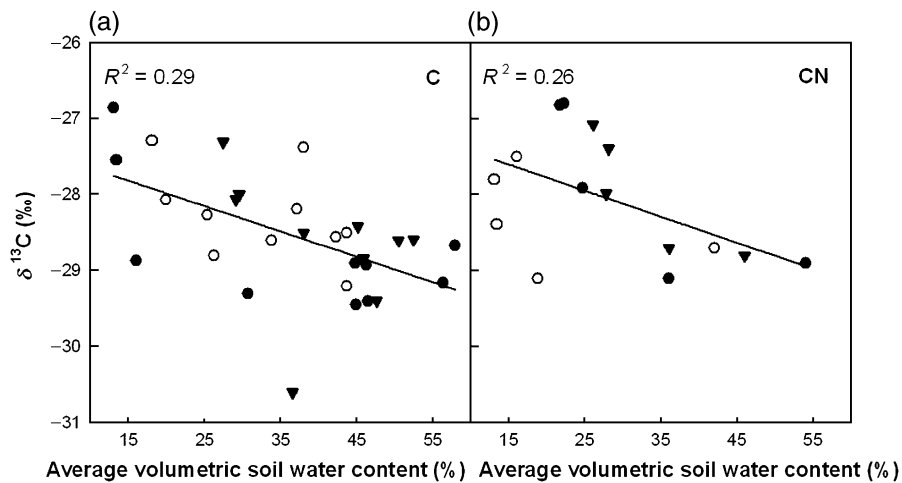 (a)
(b)
R² = 0.29
C
R² = 0.26
CN
−26
−27
−28
−29
−30
−31
δ ¹³C (‰)
15 25 35 45 55
15 25 35 45 55
Average volumetric soil water content (%)
Average volumetric soil water content (%)